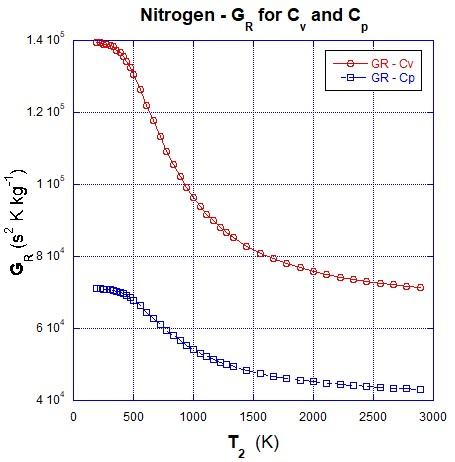 Nitrogen - G_R for C_v and C_p
1.4 10^5
1.2 10^5
1 10^5
8 10^4
6 10^4
4 10^4
G_R (s^2 K kg^-1)
GR - Cv
GR - Cp
0 500 1000 1500 2000 2500 3000
T_2 (K)